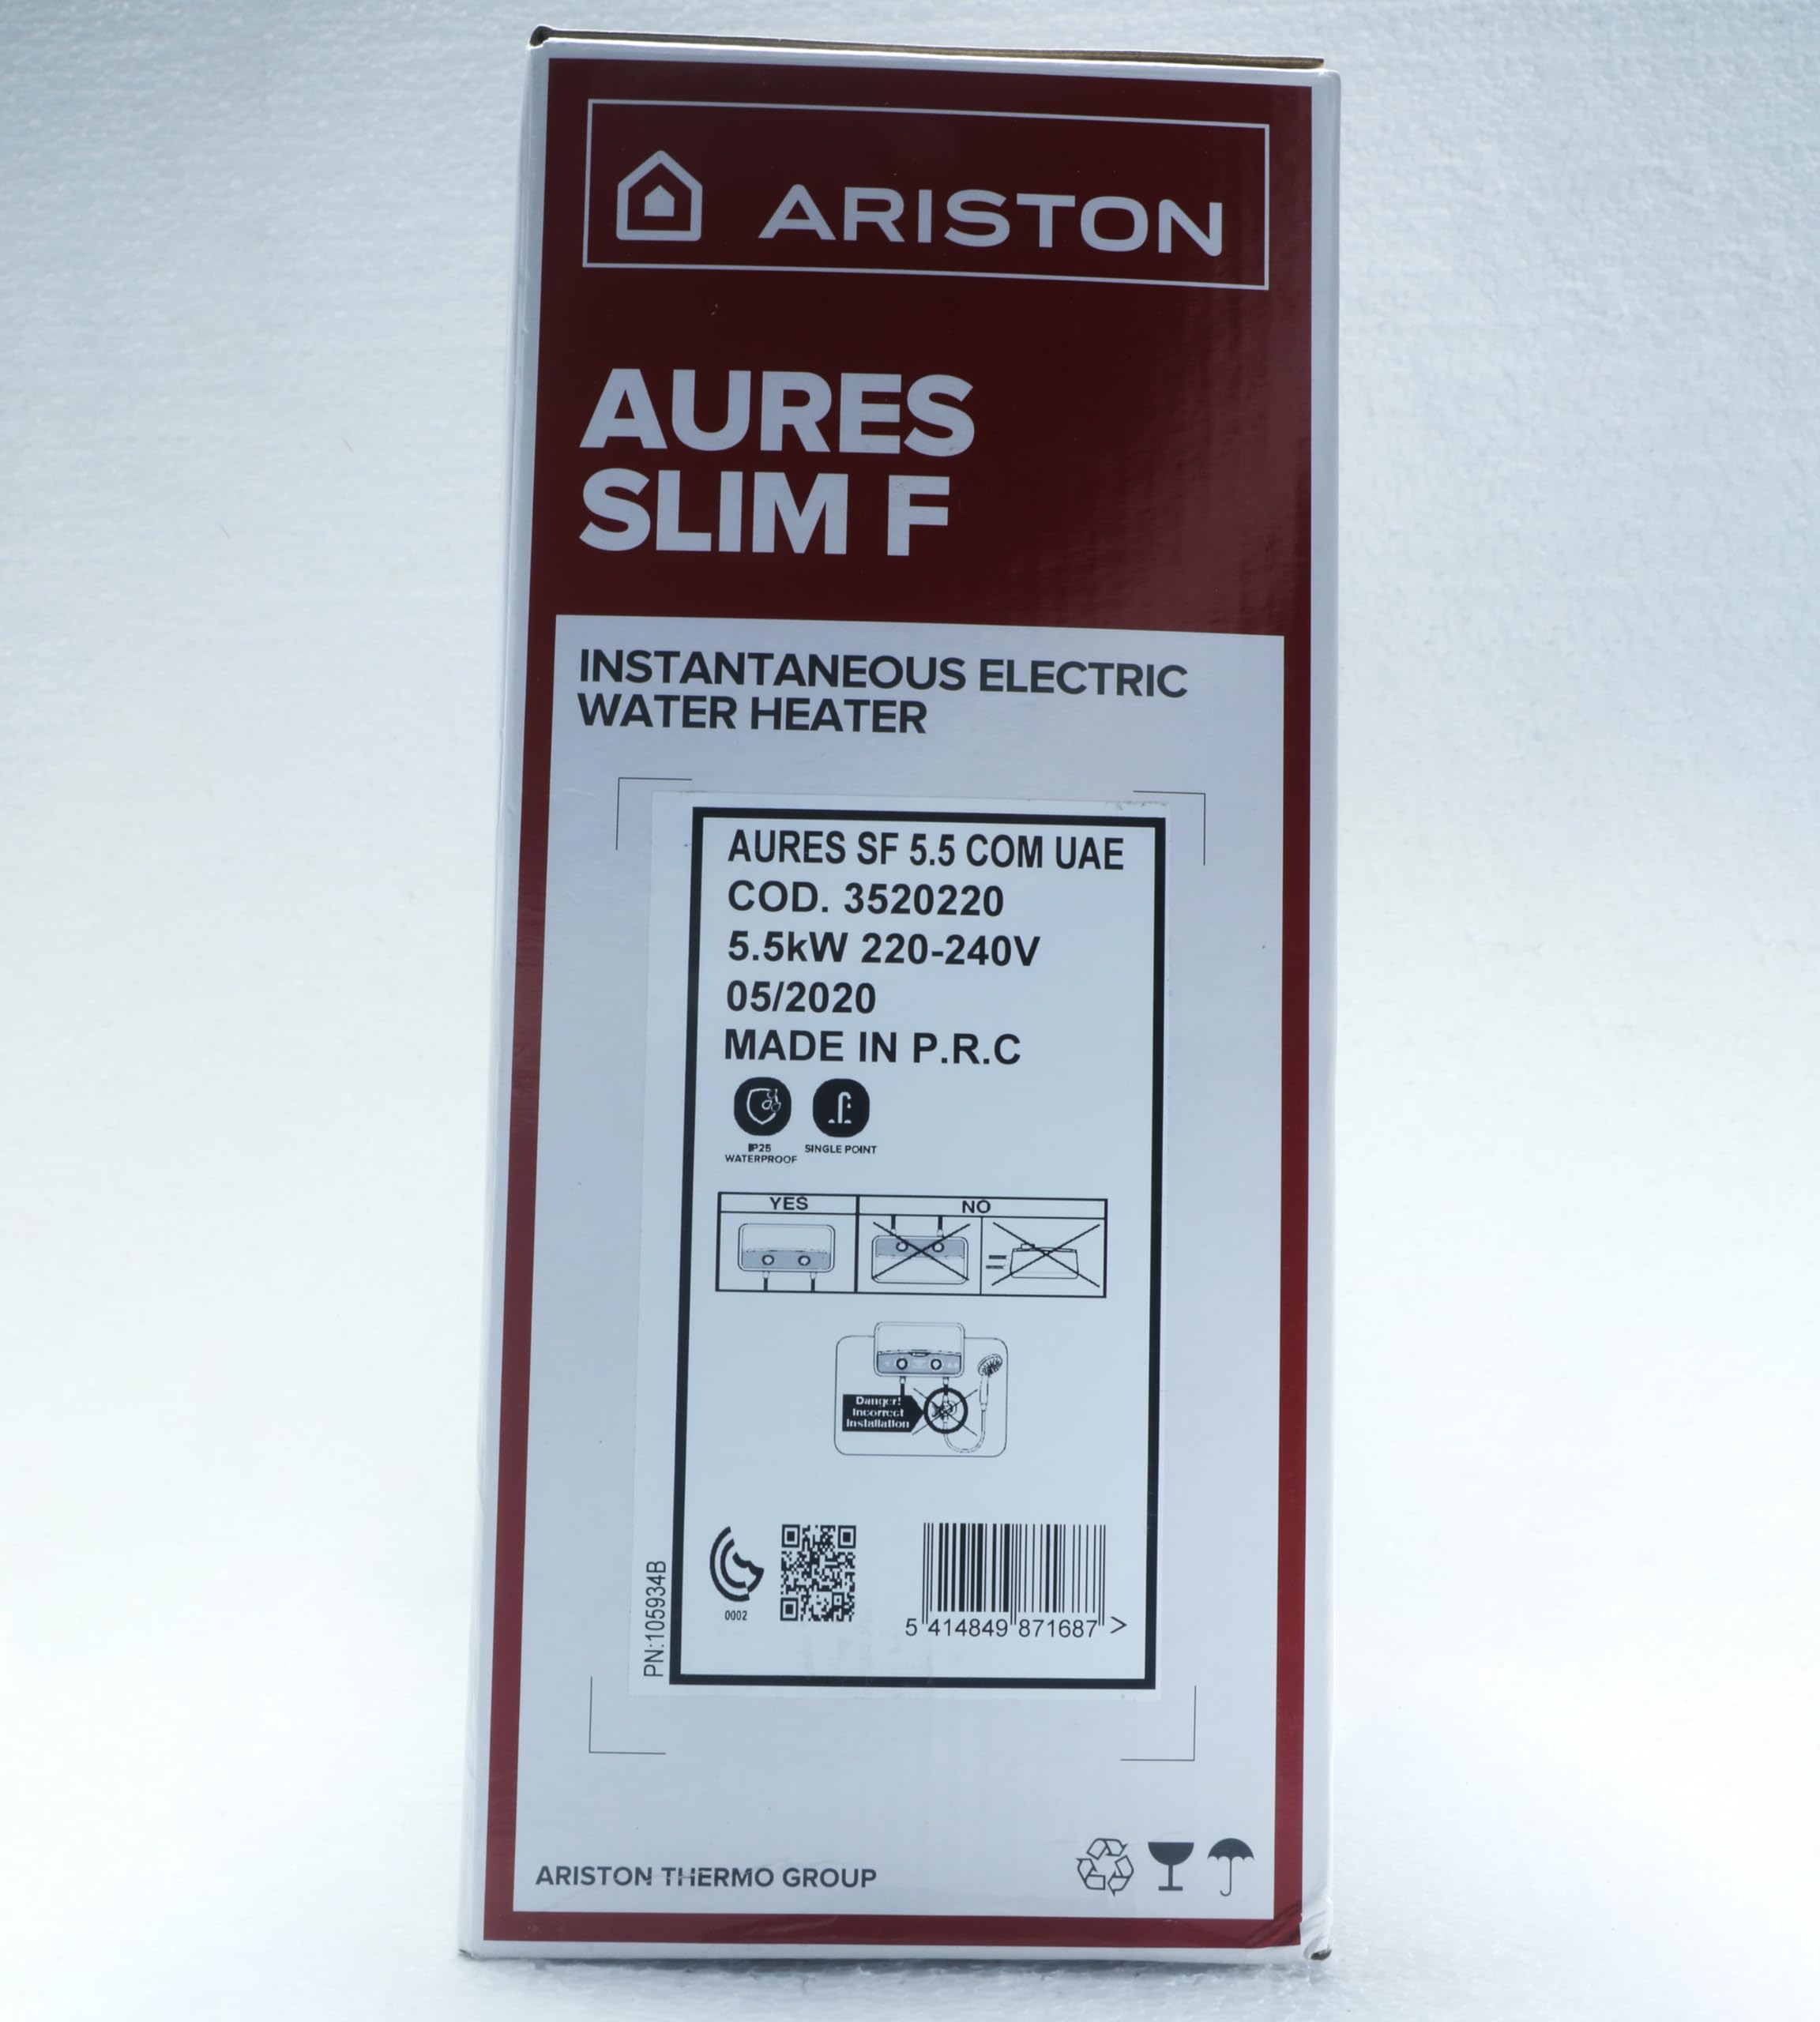 ARISTON
AURES
SLIM F
INSTANTANEOUS ELECTRIC
WATER HEATER
AURES SF 5.5 COM UAE
COD. 3520220
5.5kW 220-240V
05/2020
MADE IN P.R.C
IP25
WATERPROOF
SINGLE POINT
YES
NO
Danger!
Incorrect
Installation
0002
5 414849 871687 >
PN:105934B
ARISTON THERMO GROUP